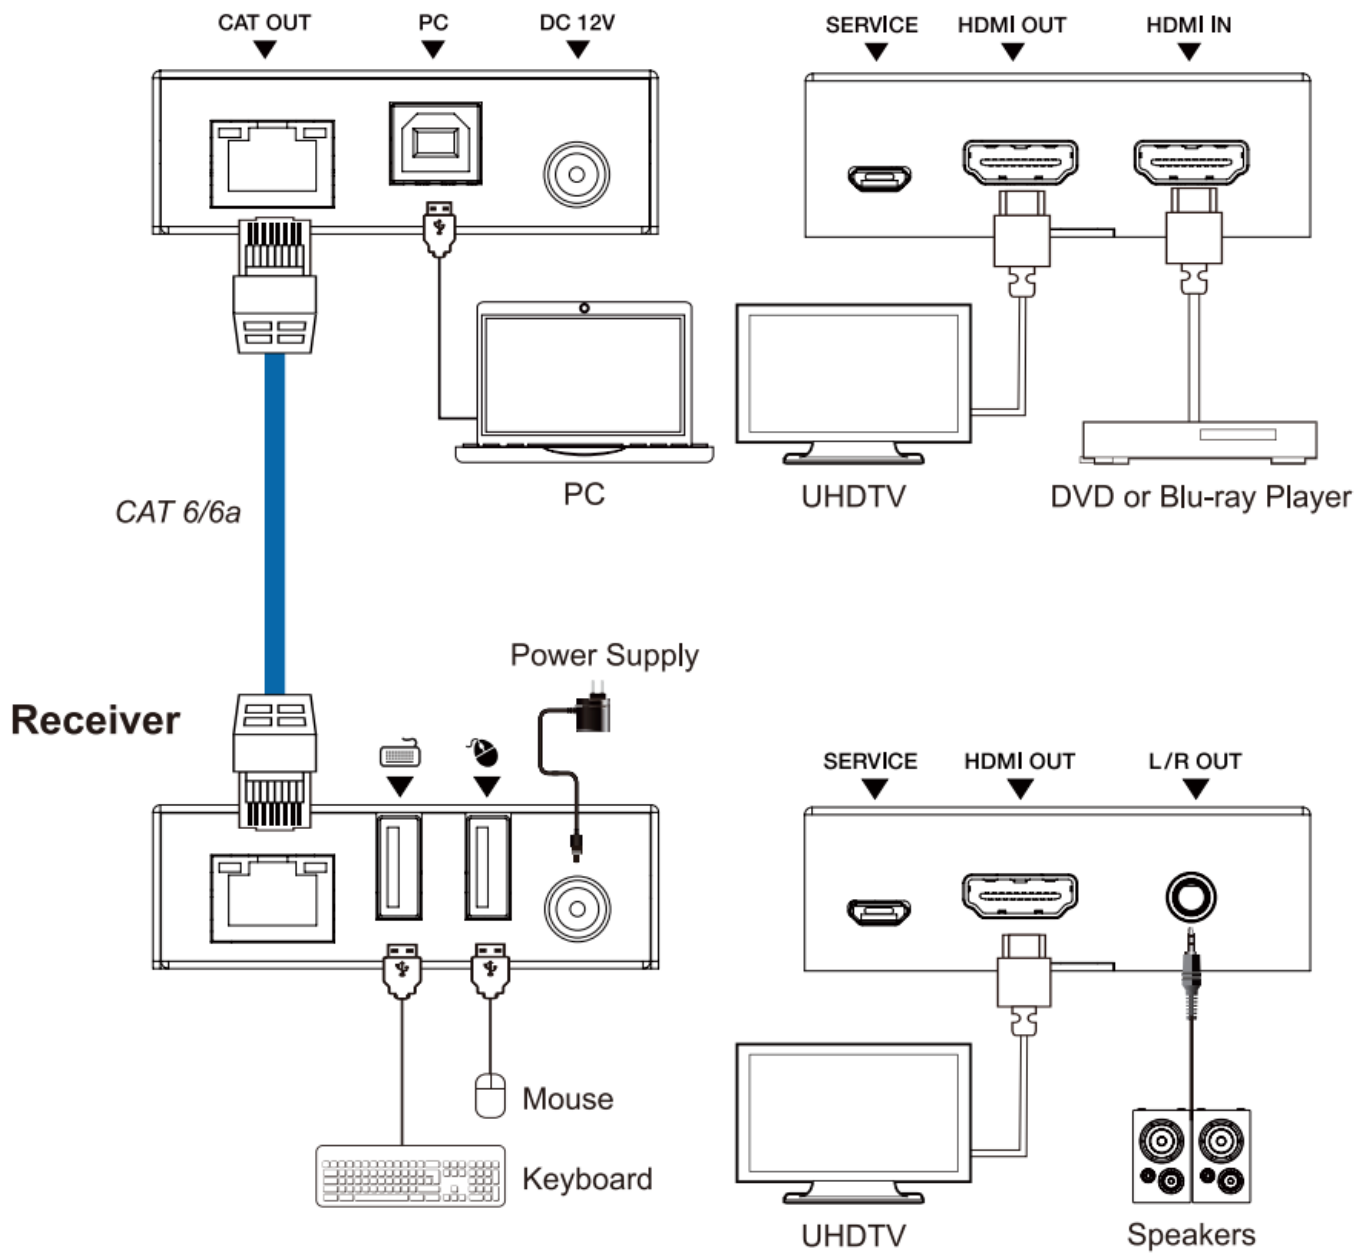 CAT OUT PC DC 12V SERVICE HDMI OUT HDMI IN
PC UHDTV DVD or Blu-ray Player
CAT 6/6a
Power Supply
Receiver
SERVICE HDMI OUT L/R OUT
Mouse
Keyboard
UHDTV Speakers